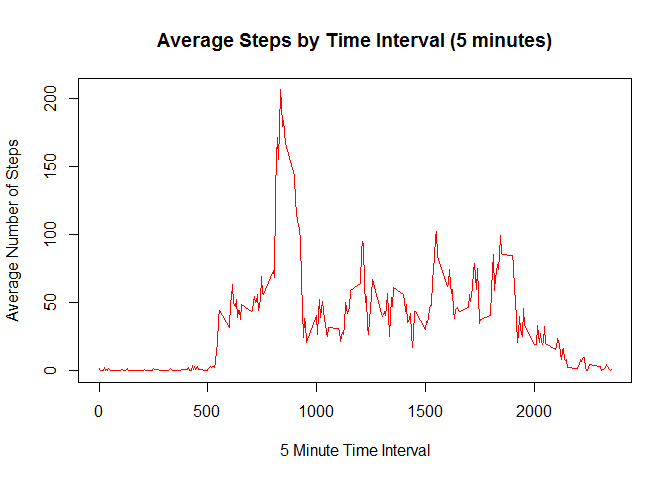 Average Steps by Time Interval (5 minutes)
Average Number of Steps
200
150
100
50
0
0 500 1000 1500 2000
5 Minute Time Interval